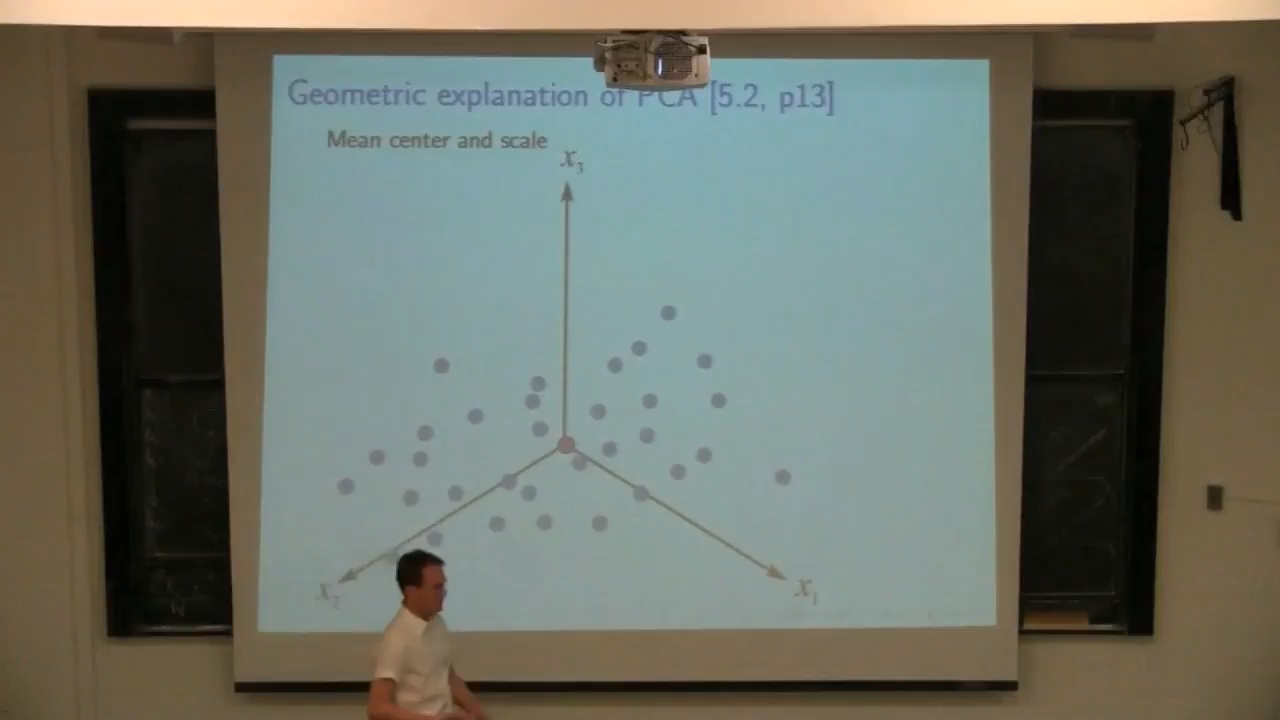 Geometric explanation of PCA [5.2, p13]
Mean center and scale
x₃
x₂
x₁